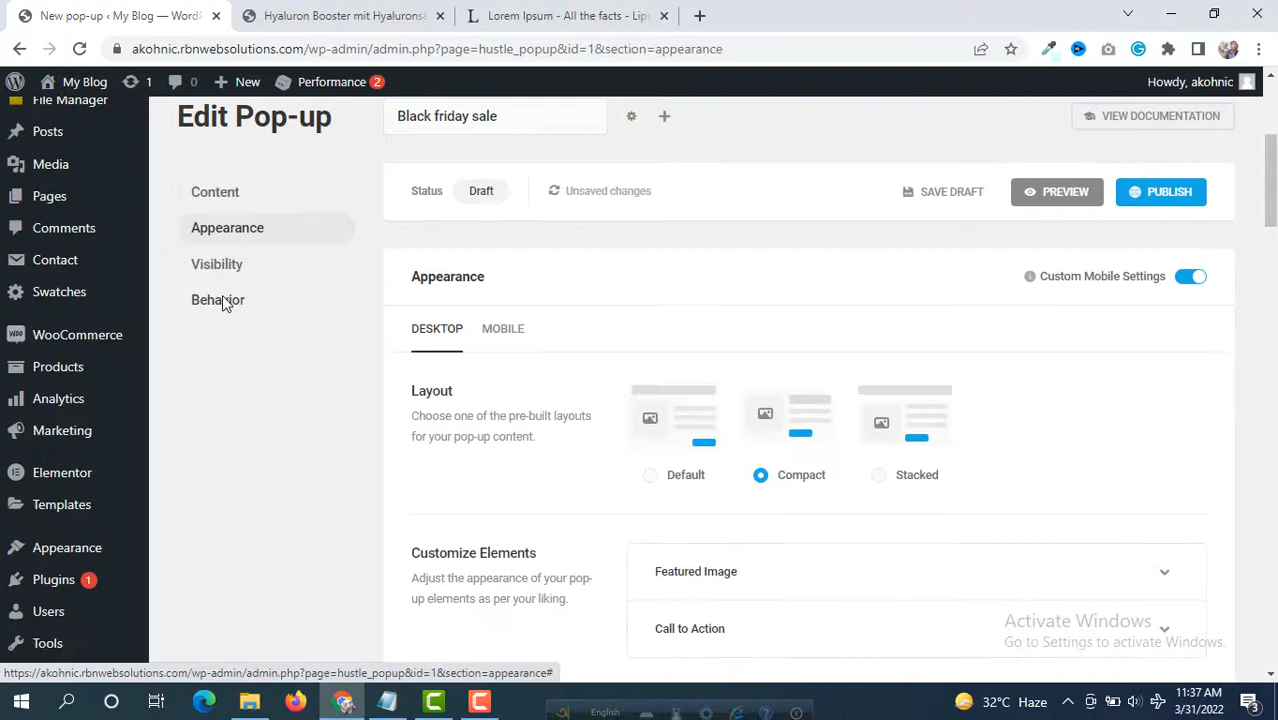 New pop-up ‹ My Blog — WordP
Hyaluron Booster mit Hyaluronsä
Lorem Ipsum - All the facts - Lips
akohnic.rbnwebsolutions.com/wp-admin/admin.php?page=hustle_popup&id=1&section=appearance
My Blog
1
0
New
Performance 2
Howdy, akohnic
File Manager
Posts
Media
Pages
Comments
Contact
Swatches
WooCommerce
Products
Analytics
Marketing
Elementor
Templates
Appearance
Plugins 1
Users
Tools
Edit Pop-up
Black friday sale
VIEW DOCUMENTATION
Content
Appearance
Visibility
Behavior
Status Draft
Unsaved changes
SAVE DRAFT
PREVIEW
PUBLISH
Appearance
Custom Mobile Settings
DESKTOP MOBILE
Layout
Choose one of the pre-built layouts
for your pop-up content.
Default
Compact
Stacked
Customize Elements
Adjust the appearance of your pop-
up elements as per your liking.
Featured Image
Call to Action
Activate Windows
Go to Settings to activate Windows.
https://akohnic.rbnwebsolutions.com/wp-admin/admin.php?page=hustle_popup&id=1&section=appearance#
English
32°C Haze
11:37 AM
3/31/2022
3